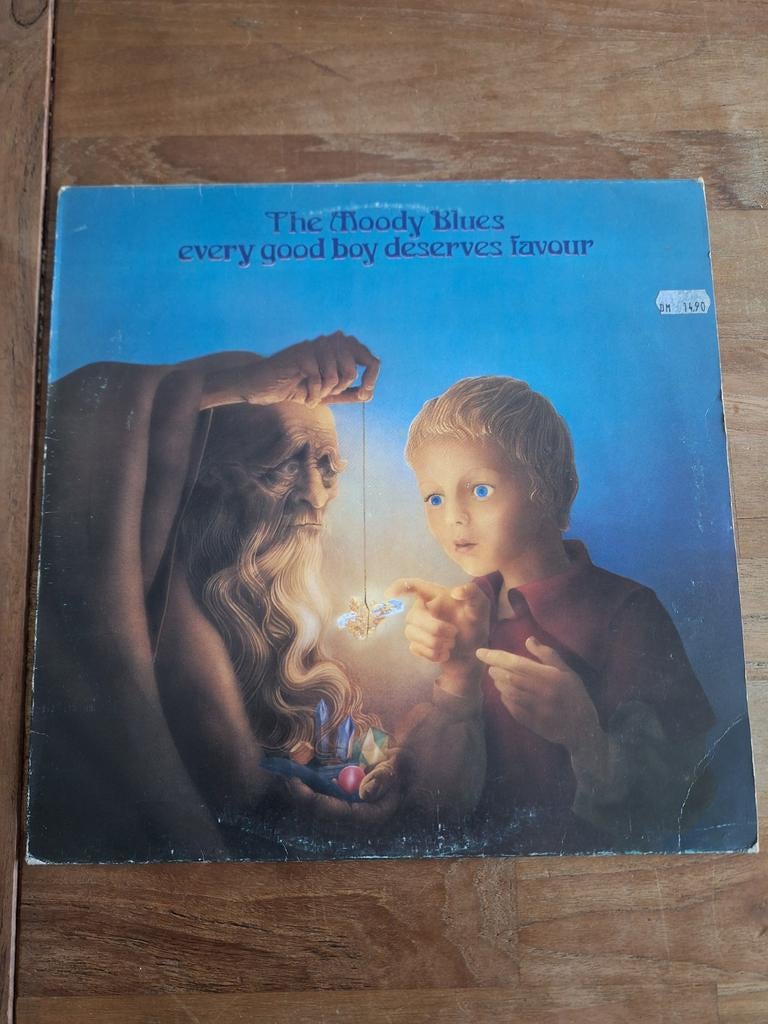 The Moody Blues
every good boy deserves favour
DM 14.90